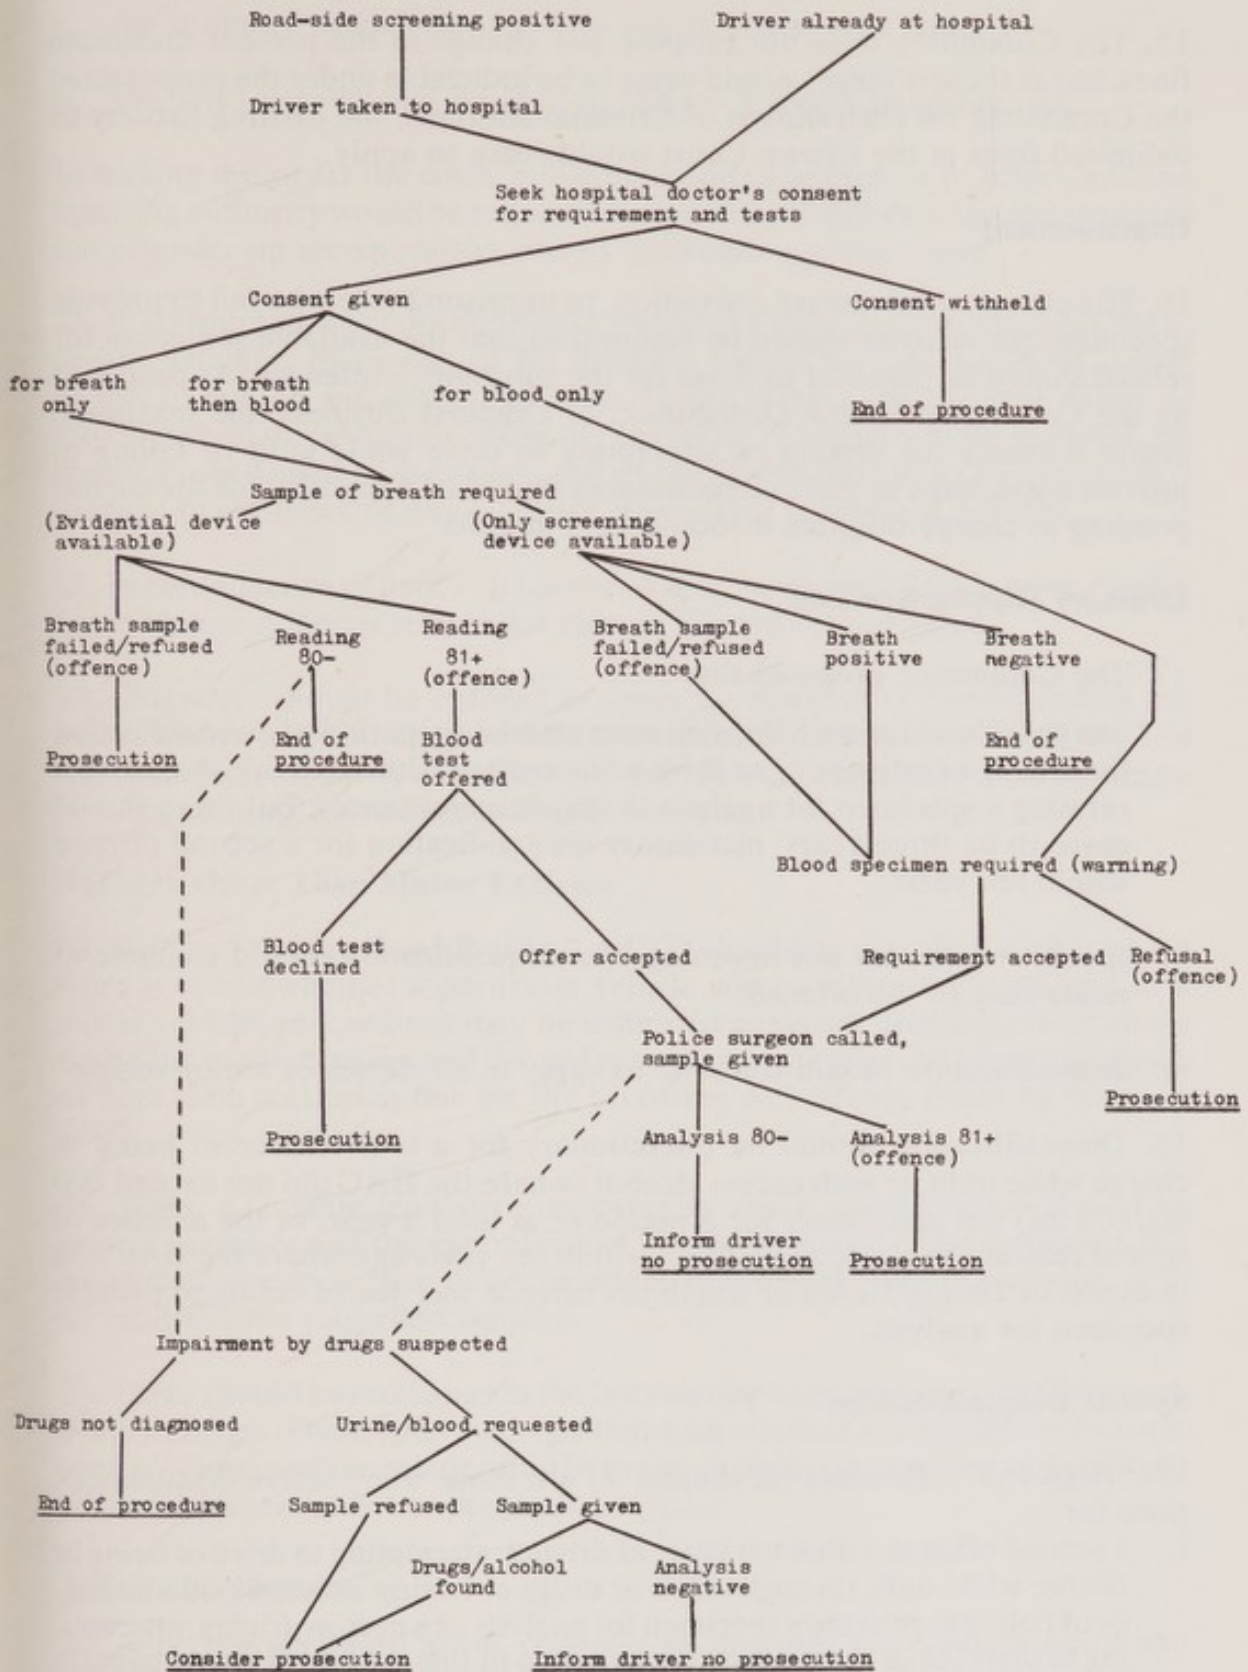 Road-side screening positive
Driver already at hospital
Driver taken to hospital
Seek hospital doctor's consent
for requirement and tests
Consent given
Consent withheld
for breath
only
for breath
then blood
for blood only
End of procedure
Sample of breath required
(Evidential device
available)
(Only screening
device available)
Breath sample
failed/refused
(offence)
Reading
80-
Reading
81+
(offence)
Breath sample
failed/refused
(offence)
Breath
positive
Breath
negative
Prosecution
End of
procedure
Blood
test
offered
End of
procedure
Blood specimen required (warning)
Blood test
declined
Offer accepted
Requirement accepted
Refusal
(offence)
Police surgeon called,
sample given
Prosecution
Prosecution
Analysis 80-
Analysis 81+
(offence)
Inform driver
no prosecution
Prosecution
Impairment by drugs suspected
Drugs not diagnosed
Urine/blood requested
End of procedure
Sample refused
Sample given
Drugs/alcohol
found
Analysis
negative
Consider prosecution
Inform driver no prosecution